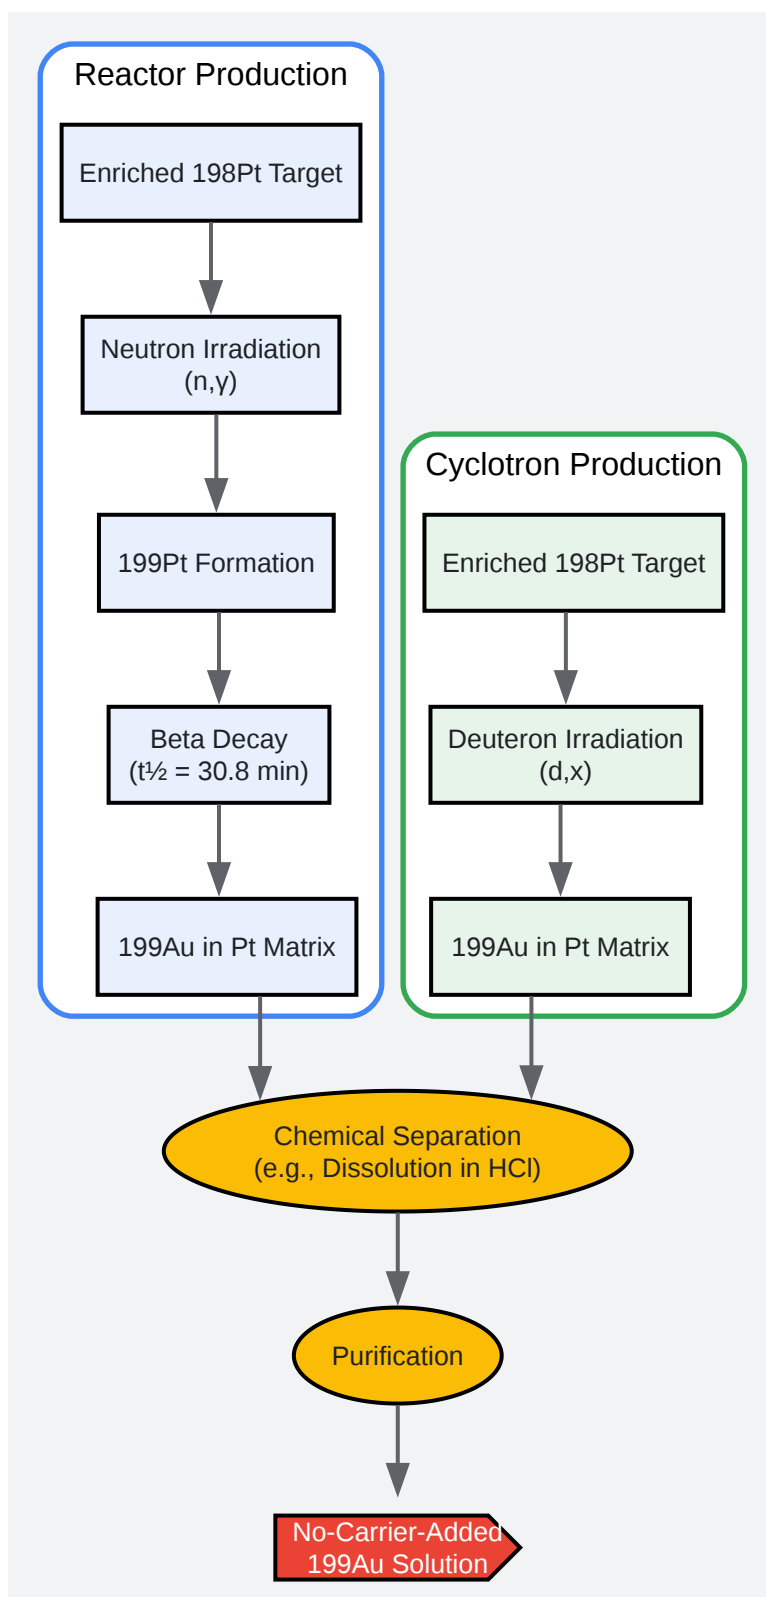 Reactor Production
Enriched 198Pt Target
Neutron Irradiation
(n,γ)
199Pt Formation
Beta Decay
(t½ = 30.8 min)
199Au in Pt Matrix
Cyclotron Production
Enriched 198Pt Target
Deuteron Irradiation
(d,x)
199Au in Pt Matrix
Chemical Separation
(e.g., Dissolution in HCl)
Purification
No-Carrier-Added
199Au Solution